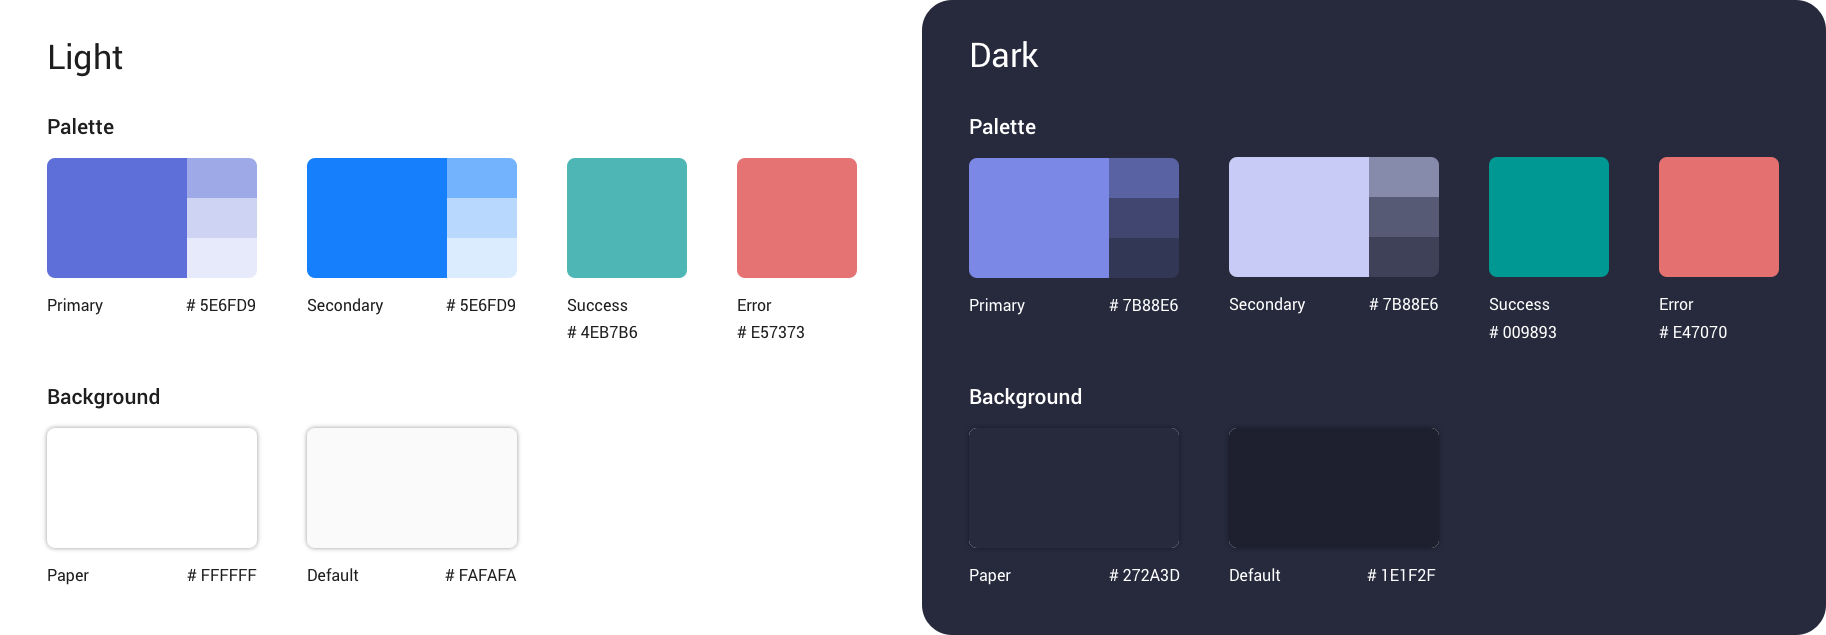 Light
Palette
Primary # 5E6FD9
Secondary # 5E6FD9
Success
# 4EB7B6
Error
# E57373
Background
Paper # FFFFFF
Default # FAFAFA
Dark
Palette
Primary # 7B88E6
Secondary # 7B88E6
Success
# 009893
Error
# E47070
Background
Paper # 272A3D
Default # 1E1F2F